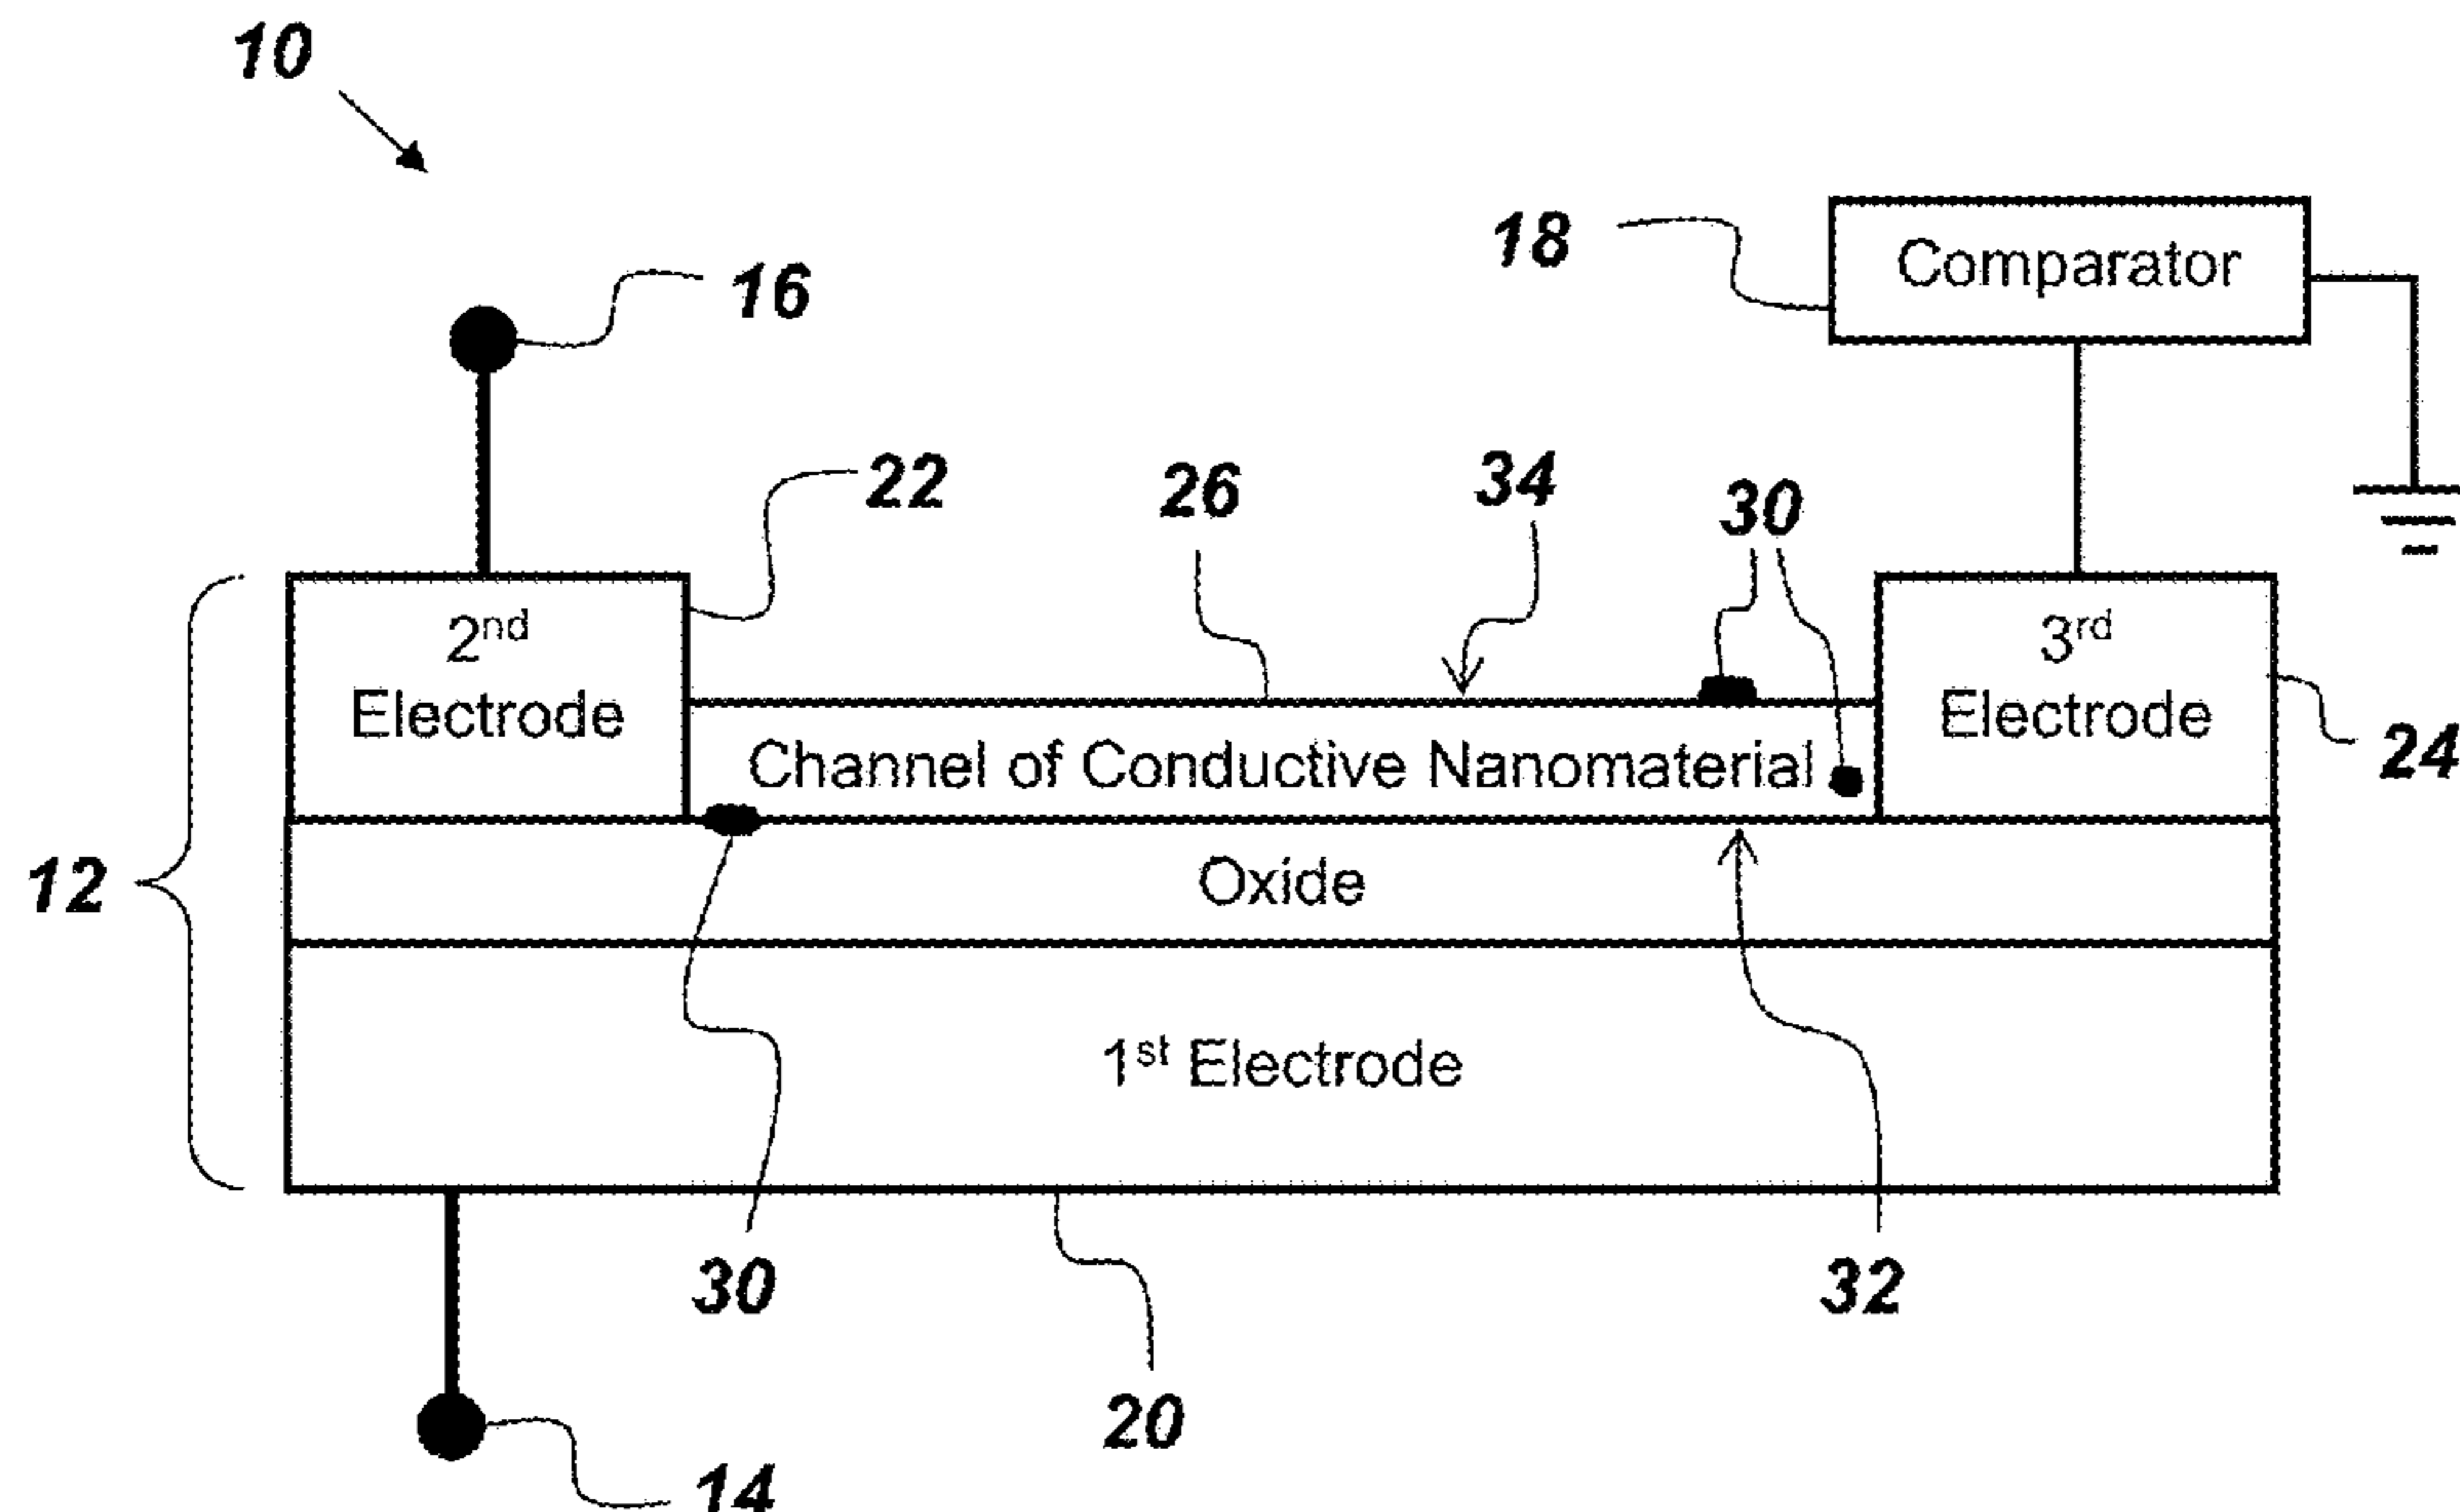 10
16
18
Comparator
22
26
34
30
2nd
Electrode
3rd
Electrode
24
Channel of Conductive Nanomaterial
12
Oxide
1st Electrode
30
32
20
14